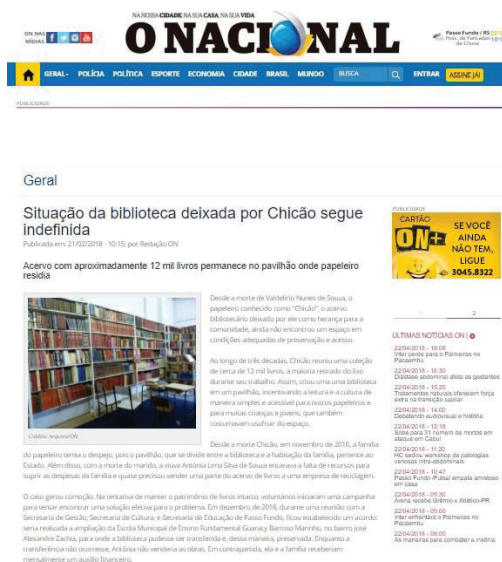 NA NOSSA CIDADE, NA SUA CASA, NA SUA VIDA
ON NAS
MÍDIAS
O NACIONAL
Passo Fundo / RS
GERAL
POLÍCIA
POLÍTICA
ESPORTE
ECONOMIA
CIDADE
BRASIL
MUNDO
BUSCA
ENTRAR
ASSINE JÁ!
PUBLICIDADE
Geral
Situação da biblioteca deixada por Chicão segue
indefinida
Publicada em: 21/02/2018 - 10:15, por Redação ON
Acervo com aproximadamente 12 mil livros permanece no pavilhão onde papeleiro
residia
Desde a morte de Valdelírio Nunes de Souza, o
papeleiro conhecido como "Chicão", o acervo
bibliotecário deixado por ele como herança para a
comunidade, ainda não encontrou um espaço em
condições adequadas de preservação e acesso.
Ao longo de três décadas, Chicão reuniu uma coleção
de cerca de 12 mil livros, a maioria retirado do lixo
durante seu trabalho. Assim, criou uma uma biblioteca
em um pavilhão, incentivando a leitura e a cultura de
maneira simples e acessível para outros papeleiros e
para muitas crianças e jovens, que também
costumavam usufruir do espaço.
Crédito: Arquivo/ON
Desde a morte Chicão, em novembro de 2016, a família
do papeleiro temia o despejo, pois o pavilhão, que se divide entre a biblioteca e a habitação da família, pertence ao
Estado. Além disso, com a morte do marido, a viúva Antônia Lima Silva de Souza encarava a falta de recursos para
suprir as despesas da família e quase precisou vender uma parte do acervo de livros a uma empresa de reciclagem.
O caso gerou comoção. Na tentativa de manter o patrimônio de livros intacto, voluntários iniciaram uma campanha
para tentar encontrar uma solução efetiva para o problema. Em dezembro de 2016, durante uma reunião com a
Secretaria de Gestão, Secretaria de Cultura, e Secretaria de Educação de Passo Fundo, ficou estabelecido um acordo:
seria realizada a ampliação da Escola Municipal de Ensino Fundamental Guaracy Barroso Marinho, no bairro José
Alexandre Zachia, para onde a biblioteca pudesse ser transferida e, dessa maneira, preservada. Enquanto a
transferência não ocorresse, Antônia não venderia as obras. Em contrapartida, ela e a família receberiam
mensalmente um auxílio financeiro.
PUBLICIDADE
CARTÃO
ON+
SE VOCÊ
AINDA
NÃO TEM,
LIGUE
3045.8322
1
2
ÚLTIMAS NOTÍCIAS ON |
22/04/2018 - 18:08
Inter perde para o Palmeiras no
Pacaembu
22/04/2018 - 16:30
Diástase abdominal afeta as gestantes
22/04/2018 - 15:20
Tratamentos naturais oferecem força
extra na transição capilar
22/04/2018 - 14:00
Debatendo audiovisual e história
22/04/2018 - 12:18
Sobe para 31 número de mortos em
ataque em Cabul
22/04/2018 - 11:20
HC sediou workshop de patologias
venosas intra-abdominais
22/04/2018 - 10:47
Passo Fundo Futsal empata amistoso
em casa
22/04/2018 - 09:30
Arena recebe Grêmio x Atlético-PR
22/04/2018 - 09:00
Inter enfrentará o Palmeiras no
Pacaembu
22/04/2018 - 08:00
As maneiras para combater a insônia